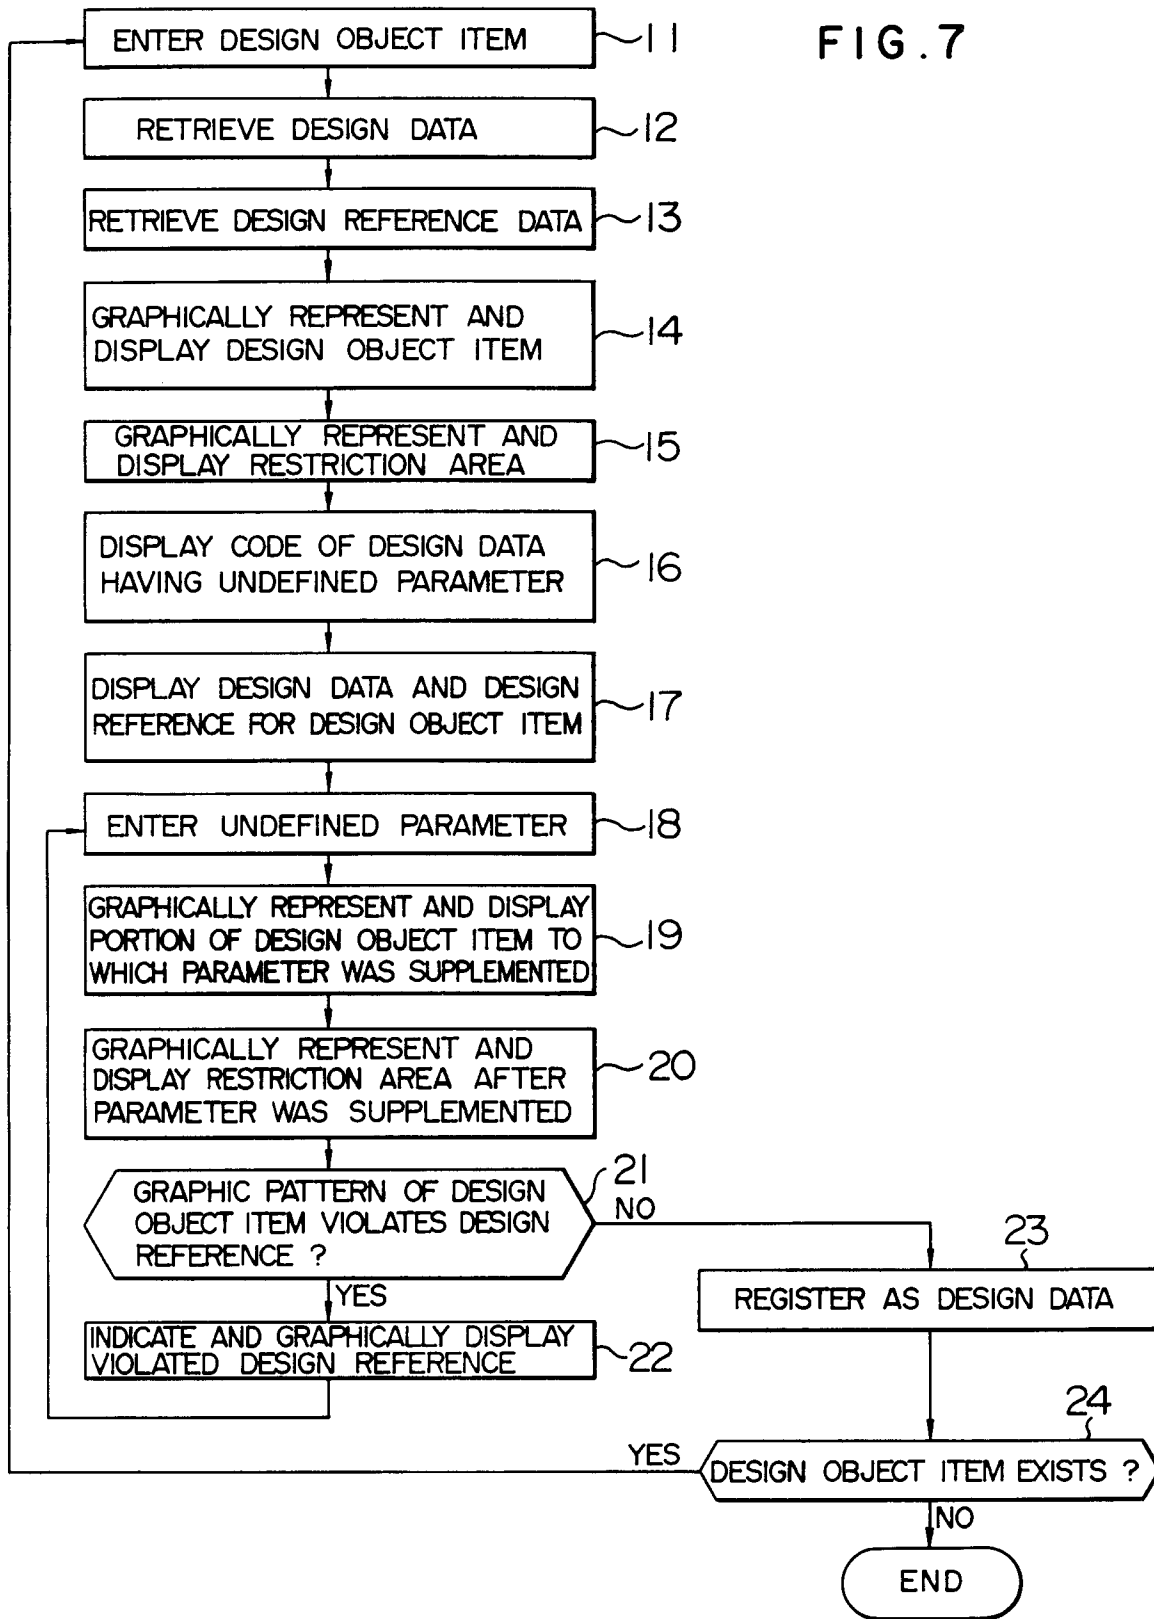 FIG.7
ENTER DESIGN OBJECT ITEM
11
RETRIEVE DESIGN DATA
12
RETRIEVE DESIGN REFERENCE DATA
13
GRAPHICALLY REPRESENT AND
DISPLAY DESIGN OBJECT ITEM
14
GRAPHICALLY REPRESENT AND
DISPLAY RESTRICTION AREA
15
DISPLAY CODE OF DESIGN DATA
HAVING UNDEFINED PARAMETER
16
DISPLAY DESIGN DATA AND DESIGN
REFERENCE FOR DESIGN OBJECT ITEM
17
ENTER UNDEFINED PARAMETER
18
GRAPHICALLY REPRESENT AND DISPLAY
PORTION OF DESIGN OBJECT ITEM TO
WHICH PARAMETER WAS SUPPLEMENTED
19
GRAPHICALLY REPRESENT AND
DISPLAY RESTRICTION AREA AFTER
PARAMETER WAS SUPPLEMENTED
20
GRAPHIC PATTERN OF DESIGN
OBJECT ITEM VIOLATES DESIGN
REFERENCE ?
21
NO
YES
INDICATE AND GRAPHICALLY DISPLAY
VIOLATED DESIGN REFERENCE
22
23
REGISTER AS DESIGN DATA
24
YES
DESIGN OBJECT ITEM EXISTS ?
NO
END